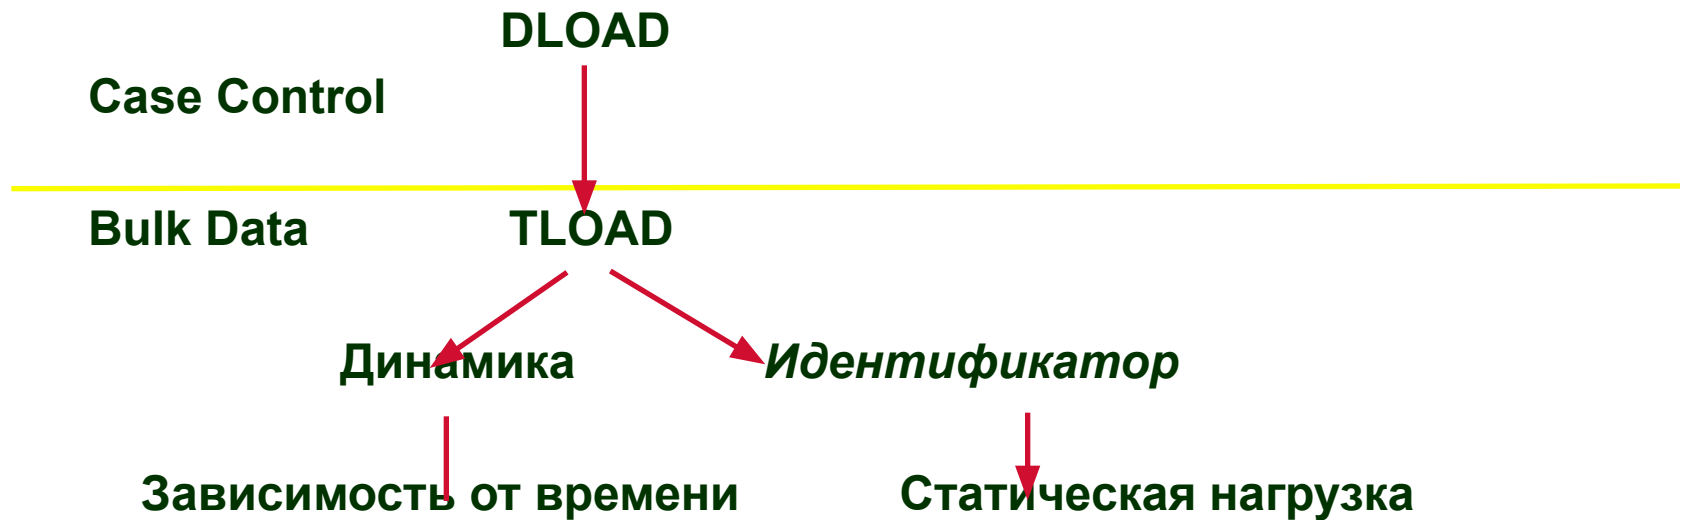 DLOAD
Case Control
Bulk Data TLOAD
Динамика Идентификатор
Зависимость от времени Статическая нагрузка